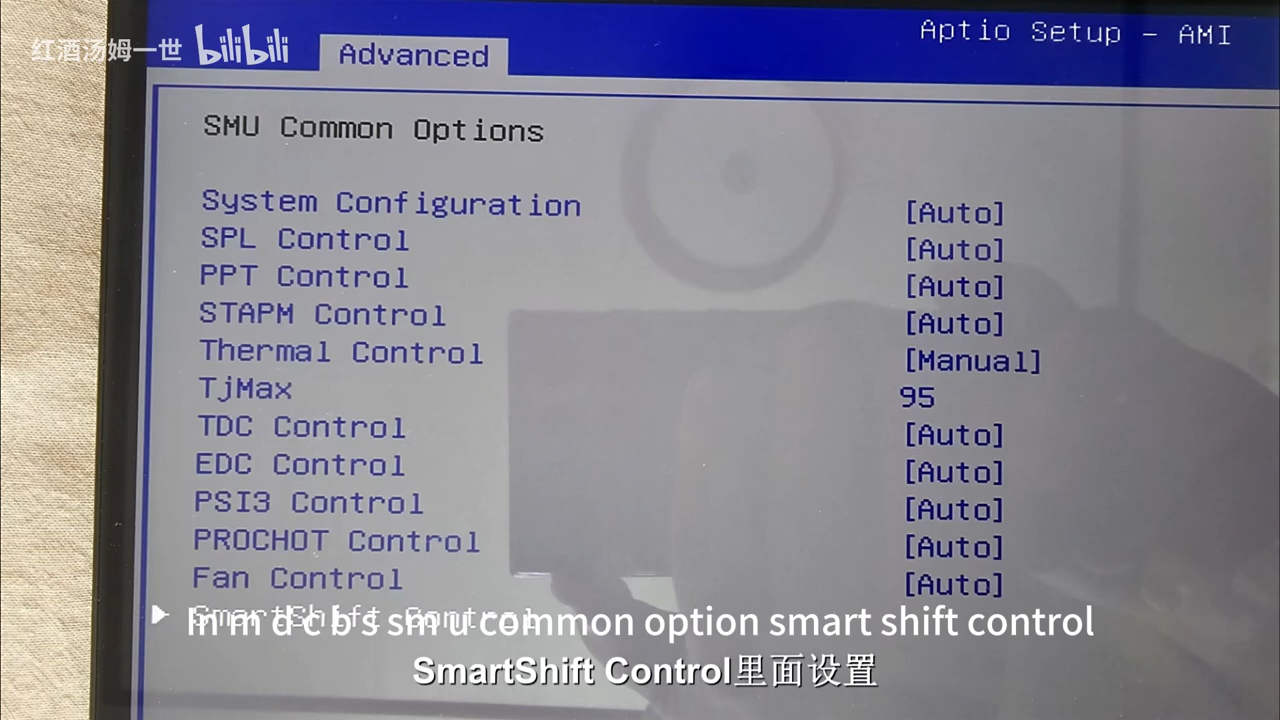 红酒汤姆一世 bilibili
Aptio Setup - AMI
Advanced
SMU Common Options
System Configuration [Auto]
SPL Control [Auto]
PPT Control [Auto]
STAPM Control [Auto]
Thermal Control [Manual]
TjMax 95
TDC Control [Auto]
EDC Control [Auto]
PSI3 Control [Auto]
PROCHOT Control [Auto]
Fan Control [Auto]
SmartShift Control
In m d c b s sm u common option smart shift control
SmartShift Control里面设置